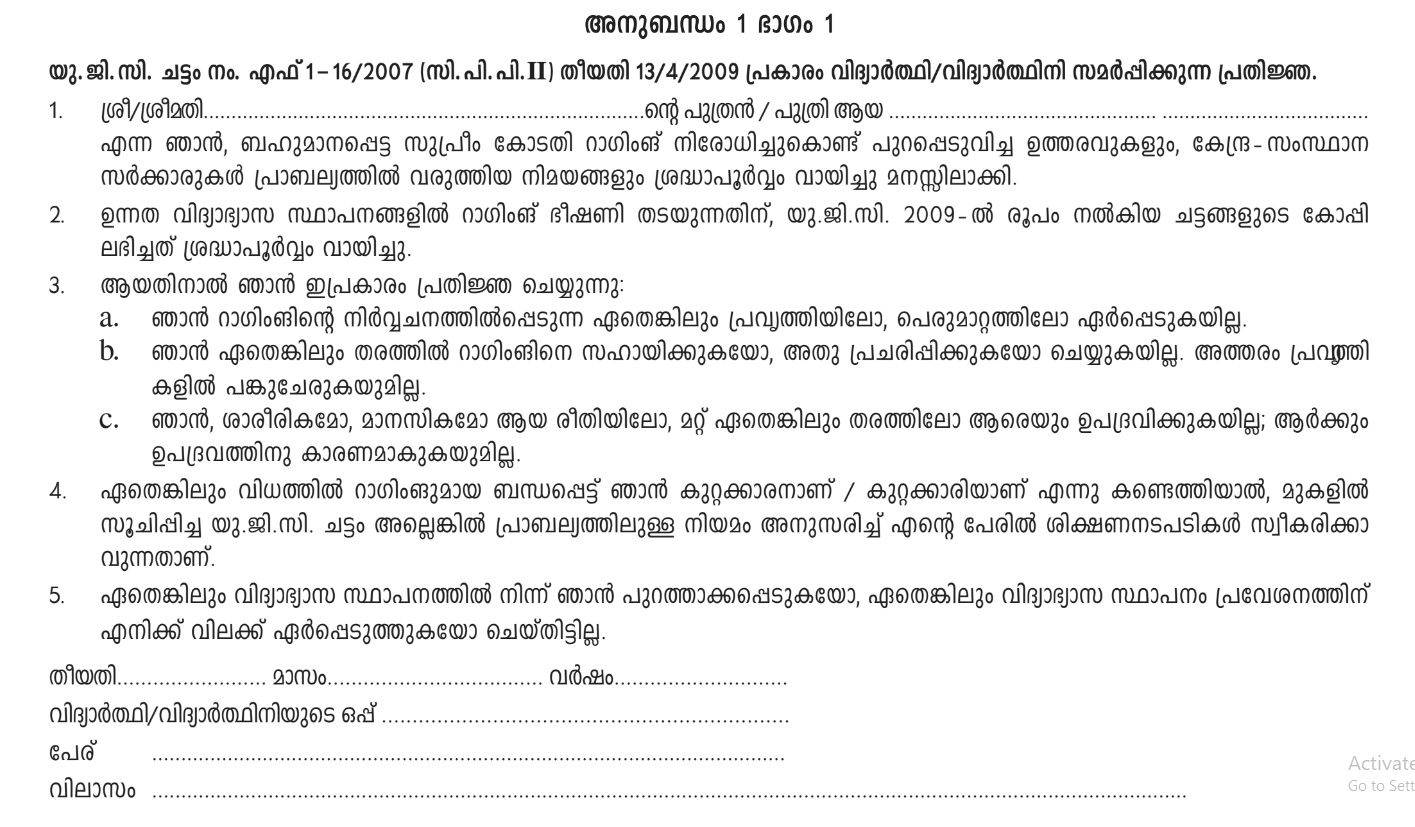 അനുബന്ധം 1 ഭാഗം 1
യു.ജി.സി. ചട്ടം നം. എഫ് 1-16/2007 (സി.പി.പി.II) തീയതി 13/4/2009 പ്രകാരം വിദ്യാർത്ഥി/വിദ്യാർത്ഥിനി സമർപ്പിക്കുന്ന പ്രതിജ്ഞ.
1. ശ്രീ/ശ്രീമതി................................................................................ന്റെ പുത്രൻ / പുത്രി ആയ ................................................ .....................................
എന്ന ഞാൻ, ബഹുമാനപ്പെട്ട സുപ്രീം കോടതി റാഗിംങ് നിരോധിച്ചുകൊണ്ട് പുറപ്പെടുവിച്ച ഉത്തരവുകളും, കേന്ദ്ര-സംസ്ഥാന
സർക്കാരുകൾ പ്രാബല്യത്തിൽ വരുത്തിയ നിമയങ്ങളും ശ്രദ്ധാപൂർവ്വം വായിച്ചു മനസ്സിലാക്കി.
2. ഉന്നത വിദ്യാഭ്യാസ സ്ഥാപനങ്ങളിൽ റാഗിംങ് ഭീഷണി തടയുന്നതിന്, യു.ജി.സി. 2009-ൽ രൂപം നൽകിയ ചട്ടങ്ങളുടെ കോപ്പി
ലഭിച്ചത് ശ്രദ്ധാപൂർവ്വം വായിച്ചു.
3. ആയതിനാൽ ഞാൻ ഇപ്രകാരം പ്രതിജ്ഞ ചെയ്യുന്നു:
a. ഞാൻ റാഗിംങിന്റെ നിർവ്വചനത്തിൽപ്പെടുന്ന ഏതെങ്കിലും പ്രവൃത്തിയിലോ, പെരുമാറ്റത്തിലോ ഏർപ്പെടുകയില്ല.
b. ഞാൻ ഏതെങ്കിലും തരത്തിൽ റാഗിംങിനെ സഹായിക്കുകയോ, അതു പ്രചരിപ്പിക്കുകയോ ചെയ്യുകയില്ല. അത്തരം പ്രവൃത്തി
കളിൽ പങ്കുചേരുകയുമില്ല.
c. ഞാൻ, ശാരീരികമോ, മാനസികമോ ആയ രീതിയിലോ, മറ്റ് ഏതെങ്കിലും തരത്തിലോ ആരെയും ഉപദ്രവിക്കുകയില്ല; ആർക്കും
ഉപദ്രവത്തിനു കാരണമാകുകയുമില്ല.
4. ഏതെങ്കിലും വിധത്തിൽ റാഗിംങുമായ ബന്ധപ്പെട്ട് ഞാൻ കുറ്റക്കാരനാണ് / കുറ്റക്കാരിയാണ് എന്നു കണ്ടെത്തിയാൽ, മുകളിൽ
സൂചിപ്പിച്ച യു.ജി.സി. ചട്ടം അല്ലെങ്കിൽ പ്രാബല്യത്തിലുള്ള നിയമം അനുസരിച്ച് എന്റെ പേരിൽ ശിക്ഷണനടപടികൾ സ്വീകരിക്കാ
വുന്നതാണ്.
5. ഏതെങ്കിലും വിദ്യാഭ്യാസ സ്ഥാപനത്തിൽ നിന്ന് ഞാൻ പുറത്താക്കപ്പെടുകയോ, ഏതെങ്കിലും വിദ്യാഭ്യാസ സ്ഥാപനം പ്രവേശനത്തിന്
എനിക്ക് വിലക്ക് ഏർപ്പെടുത്തുകയോ ചെയ്തിട്ടില്ല.
തീയതി......................... മാസം.................................... വർഷം.............................
വിദ്യാർത്ഥി/വിദ്യാർത്ഥിനിയുടെ ഒപ്പ് ..................................................................
പേര് ............................................................................................................
വിലാസം ................................................................................................................................................................................
Activate
Go to Sett